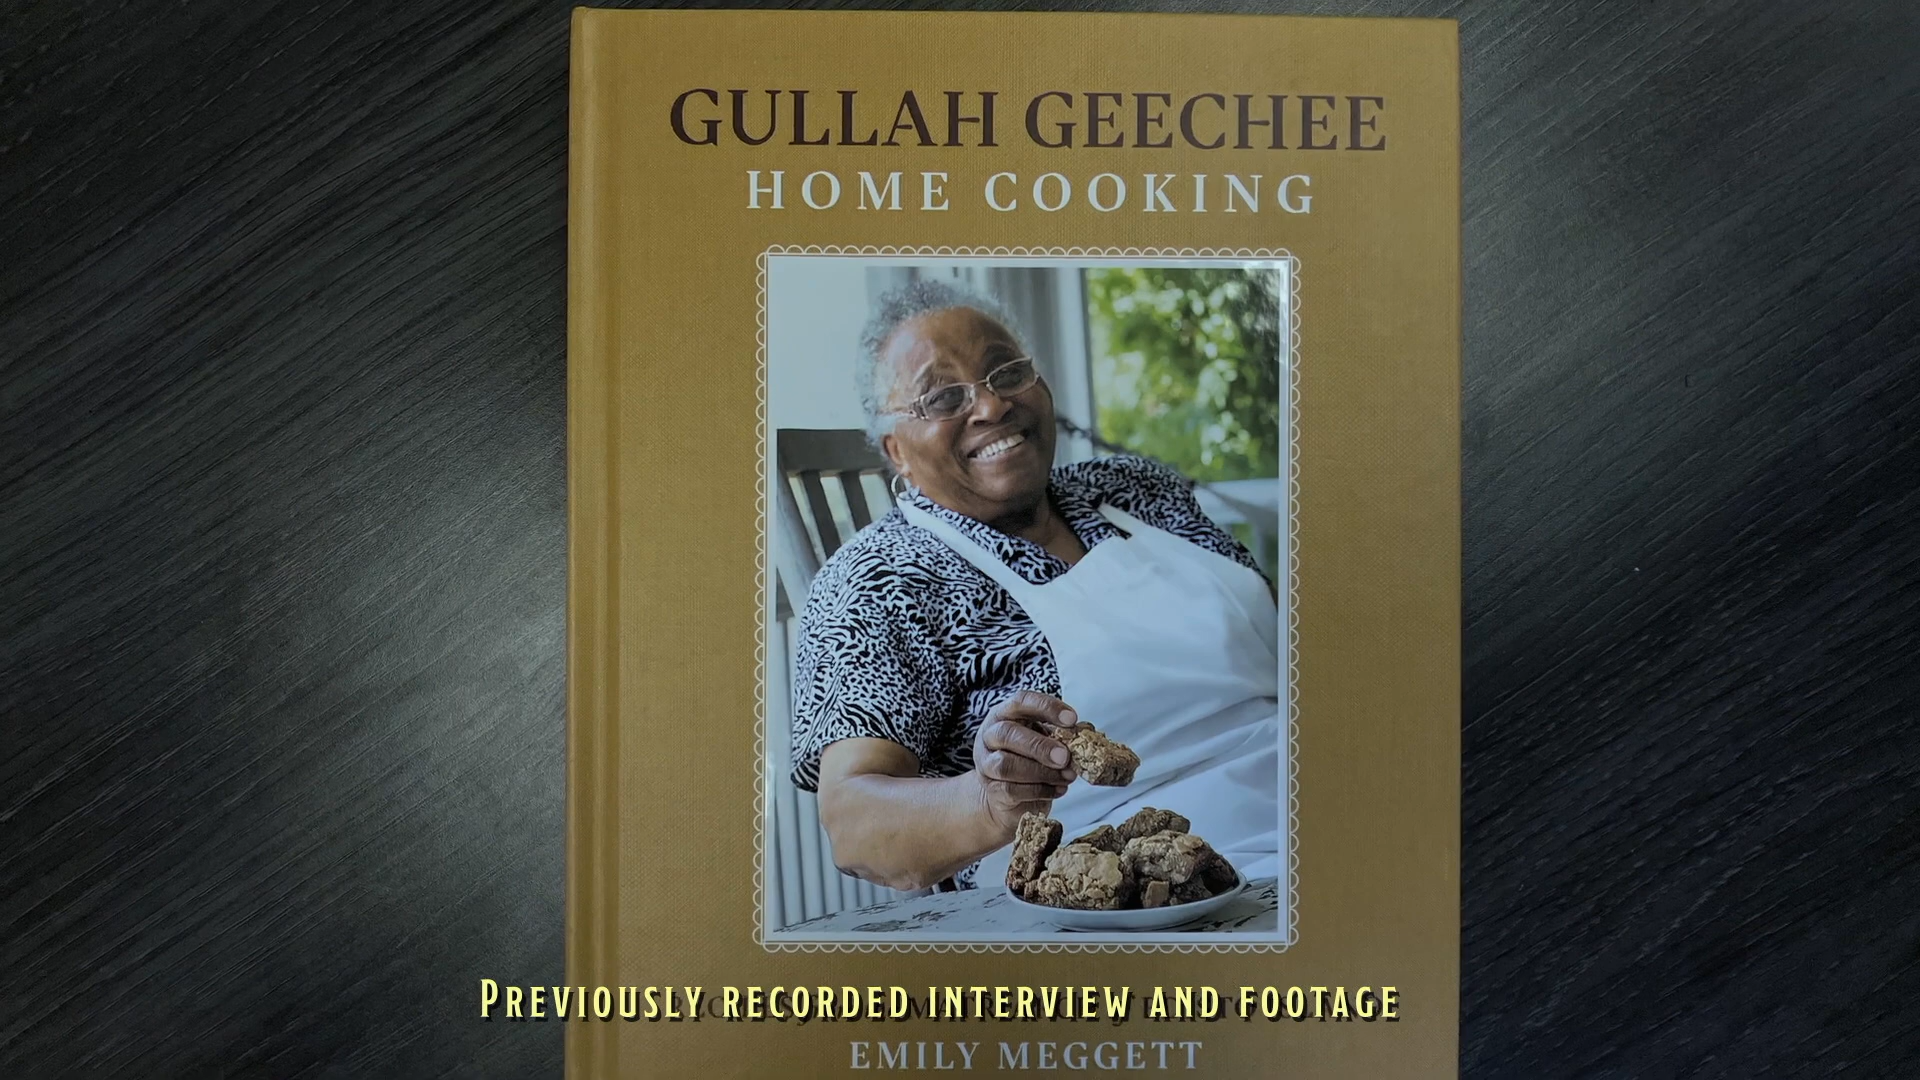 GULLAH GEECHEE
HOME COOKING
PREVIOUSLY RECORDED INTERVIEW AND FOOTAGE
EMILY MEGGETT